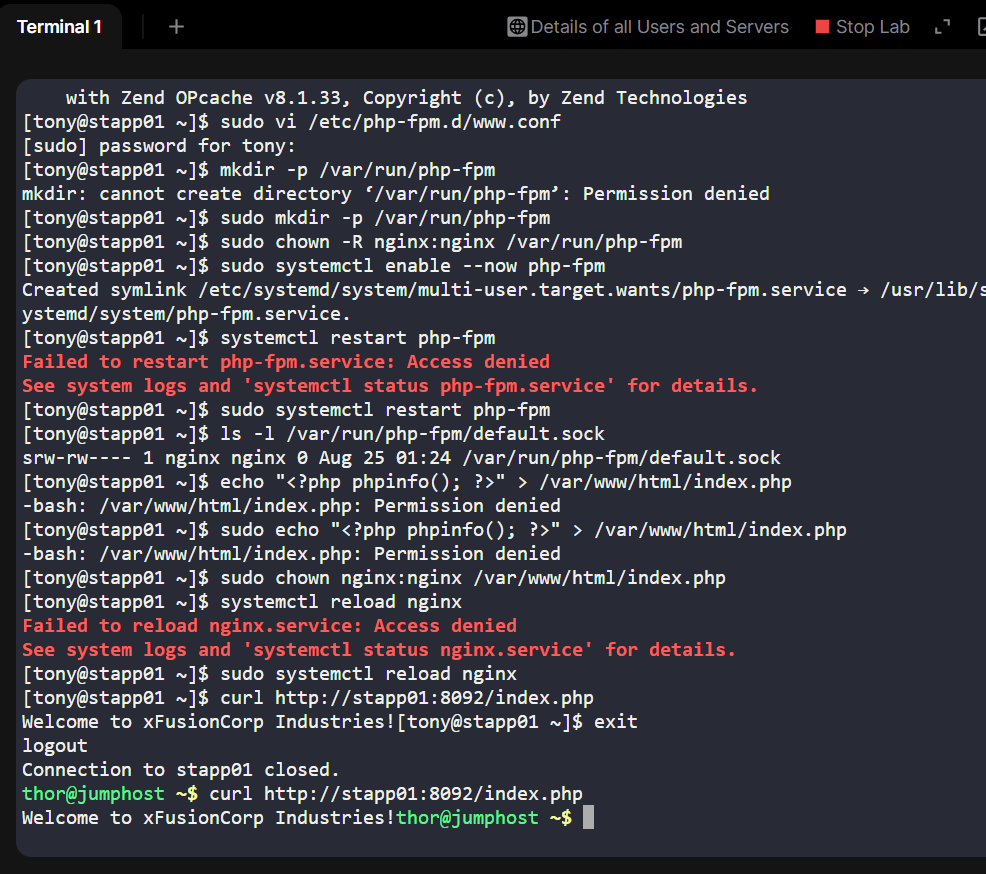 Terminal 1
+
Details of all Users and Servers
Stop Lab
with Zend OPcache v8.1.33, Copyright (c), by Zend Technologies
[tony@stapp01 ~]$ sudo vi /etc/php-fpm.d/www.conf
[sudo] password for tony:
[tony@stapp01 ~]$ mkdir -p /var/run/php-fpm
mkdir: cannot create directory ‘/var/run/php-fpm’: Permission denied
[tony@stapp01 ~]$ sudo mkdir -p /var/run/php-fpm
[tony@stapp01 ~]$ sudo chown -R nginx:nginx /var/run/php-fpm
[tony@stapp01 ~]$ sudo systemctl enable --now php-fpm
Created symlink /etc/systemd/system/multi-user.target.wants/php-fpm.service → /usr/lib/s
ystemd/system/php-fpm.service.
[tony@stapp01 ~]$ systemctl restart php-fpm
Failed to restart php-fpm.service: Access denied
See system logs and 'systemctl status php-fpm.service' for details.
[tony@stapp01 ~]$ sudo systemctl restart php-fpm
[tony@stapp01 ~]$ ls -l /var/run/php-fpm/default.sock
srw-rw---- 1 nginx nginx 0 Aug 25 01:24 /var/run/php-fpm/default.sock
[tony@stapp01 ~]$ echo "<?php phpinfo(); ?>" > /var/www/html/index.php
-bash: /var/www/html/index.php: Permission denied
[tony@stapp01 ~]$ sudo echo "<?php phpinfo(); ?>" > /var/www/html/index.php
-bash: /var/www/html/index.php: Permission denied
[tony@stapp01 ~]$ sudo chown nginx:nginx /var/www/html/index.php
[tony@stapp01 ~]$ systemctl reload nginx
Failed to reload nginx.service: Access denied
See system logs and 'systemctl status nginx.service' for details.
[tony@stapp01 ~]$ sudo systemctl reload nginx
[tony@stapp01 ~]$ curl http://stapp01:8092/index.php
Welcome to xFusionCorp Industries![tony@stapp01 ~]$ exit
logout
Connection to stapp01 closed.
thor@jumphost ~$ curl http://stapp01:8092/index.php
Welcome to xFusionCorp Industries!thor@jumphost ~$